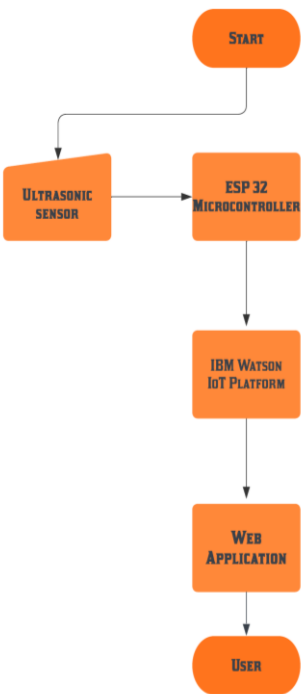 Start
Ultrasonic
sensor
ESP 32
Microcontroller
IBM Watson
IoT Platform
Web
Application
User